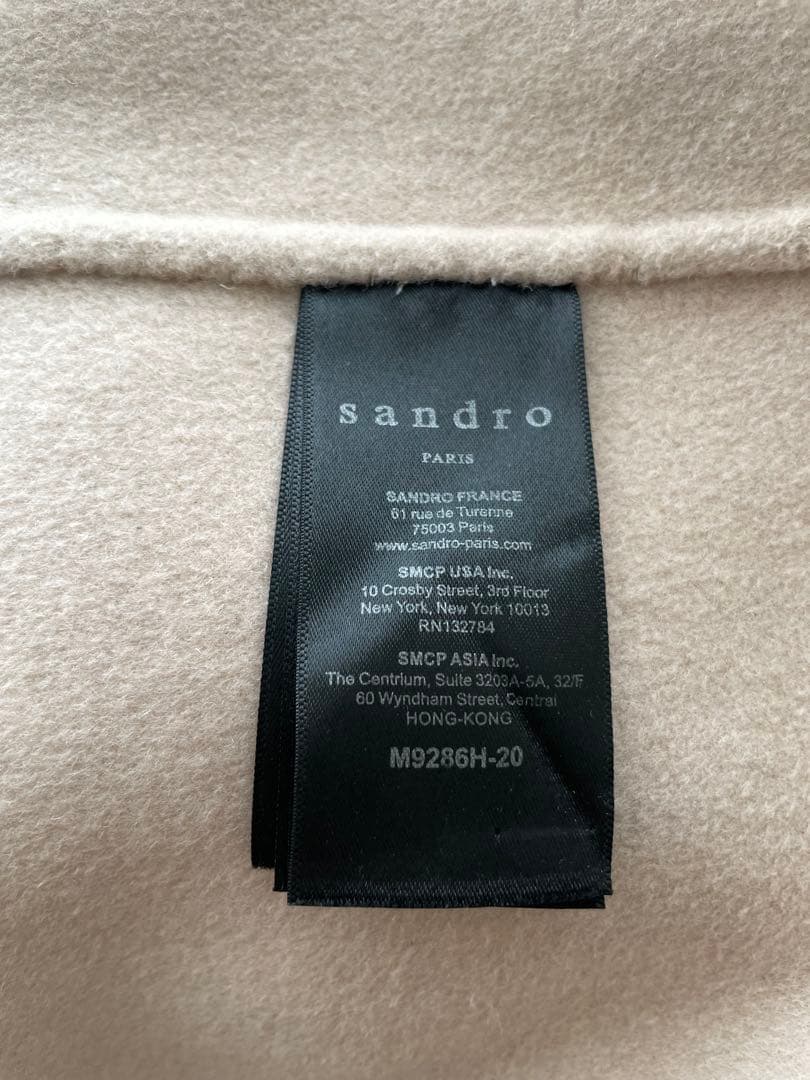 sandro
PARIS
SANDRO FRANCE
61 rue de Turenne
75003 Paris
www.sandro-paris.com
SMCP USA Inc.
10 Crosby Street, 3rd Floor
New York, New York 10013
RN132784
SMCP ASIA Inc.
The Centrium, Suite 3203A-5A, 32/F
60 Wyndham Street, Central
HONG-KONG
M9286H-20